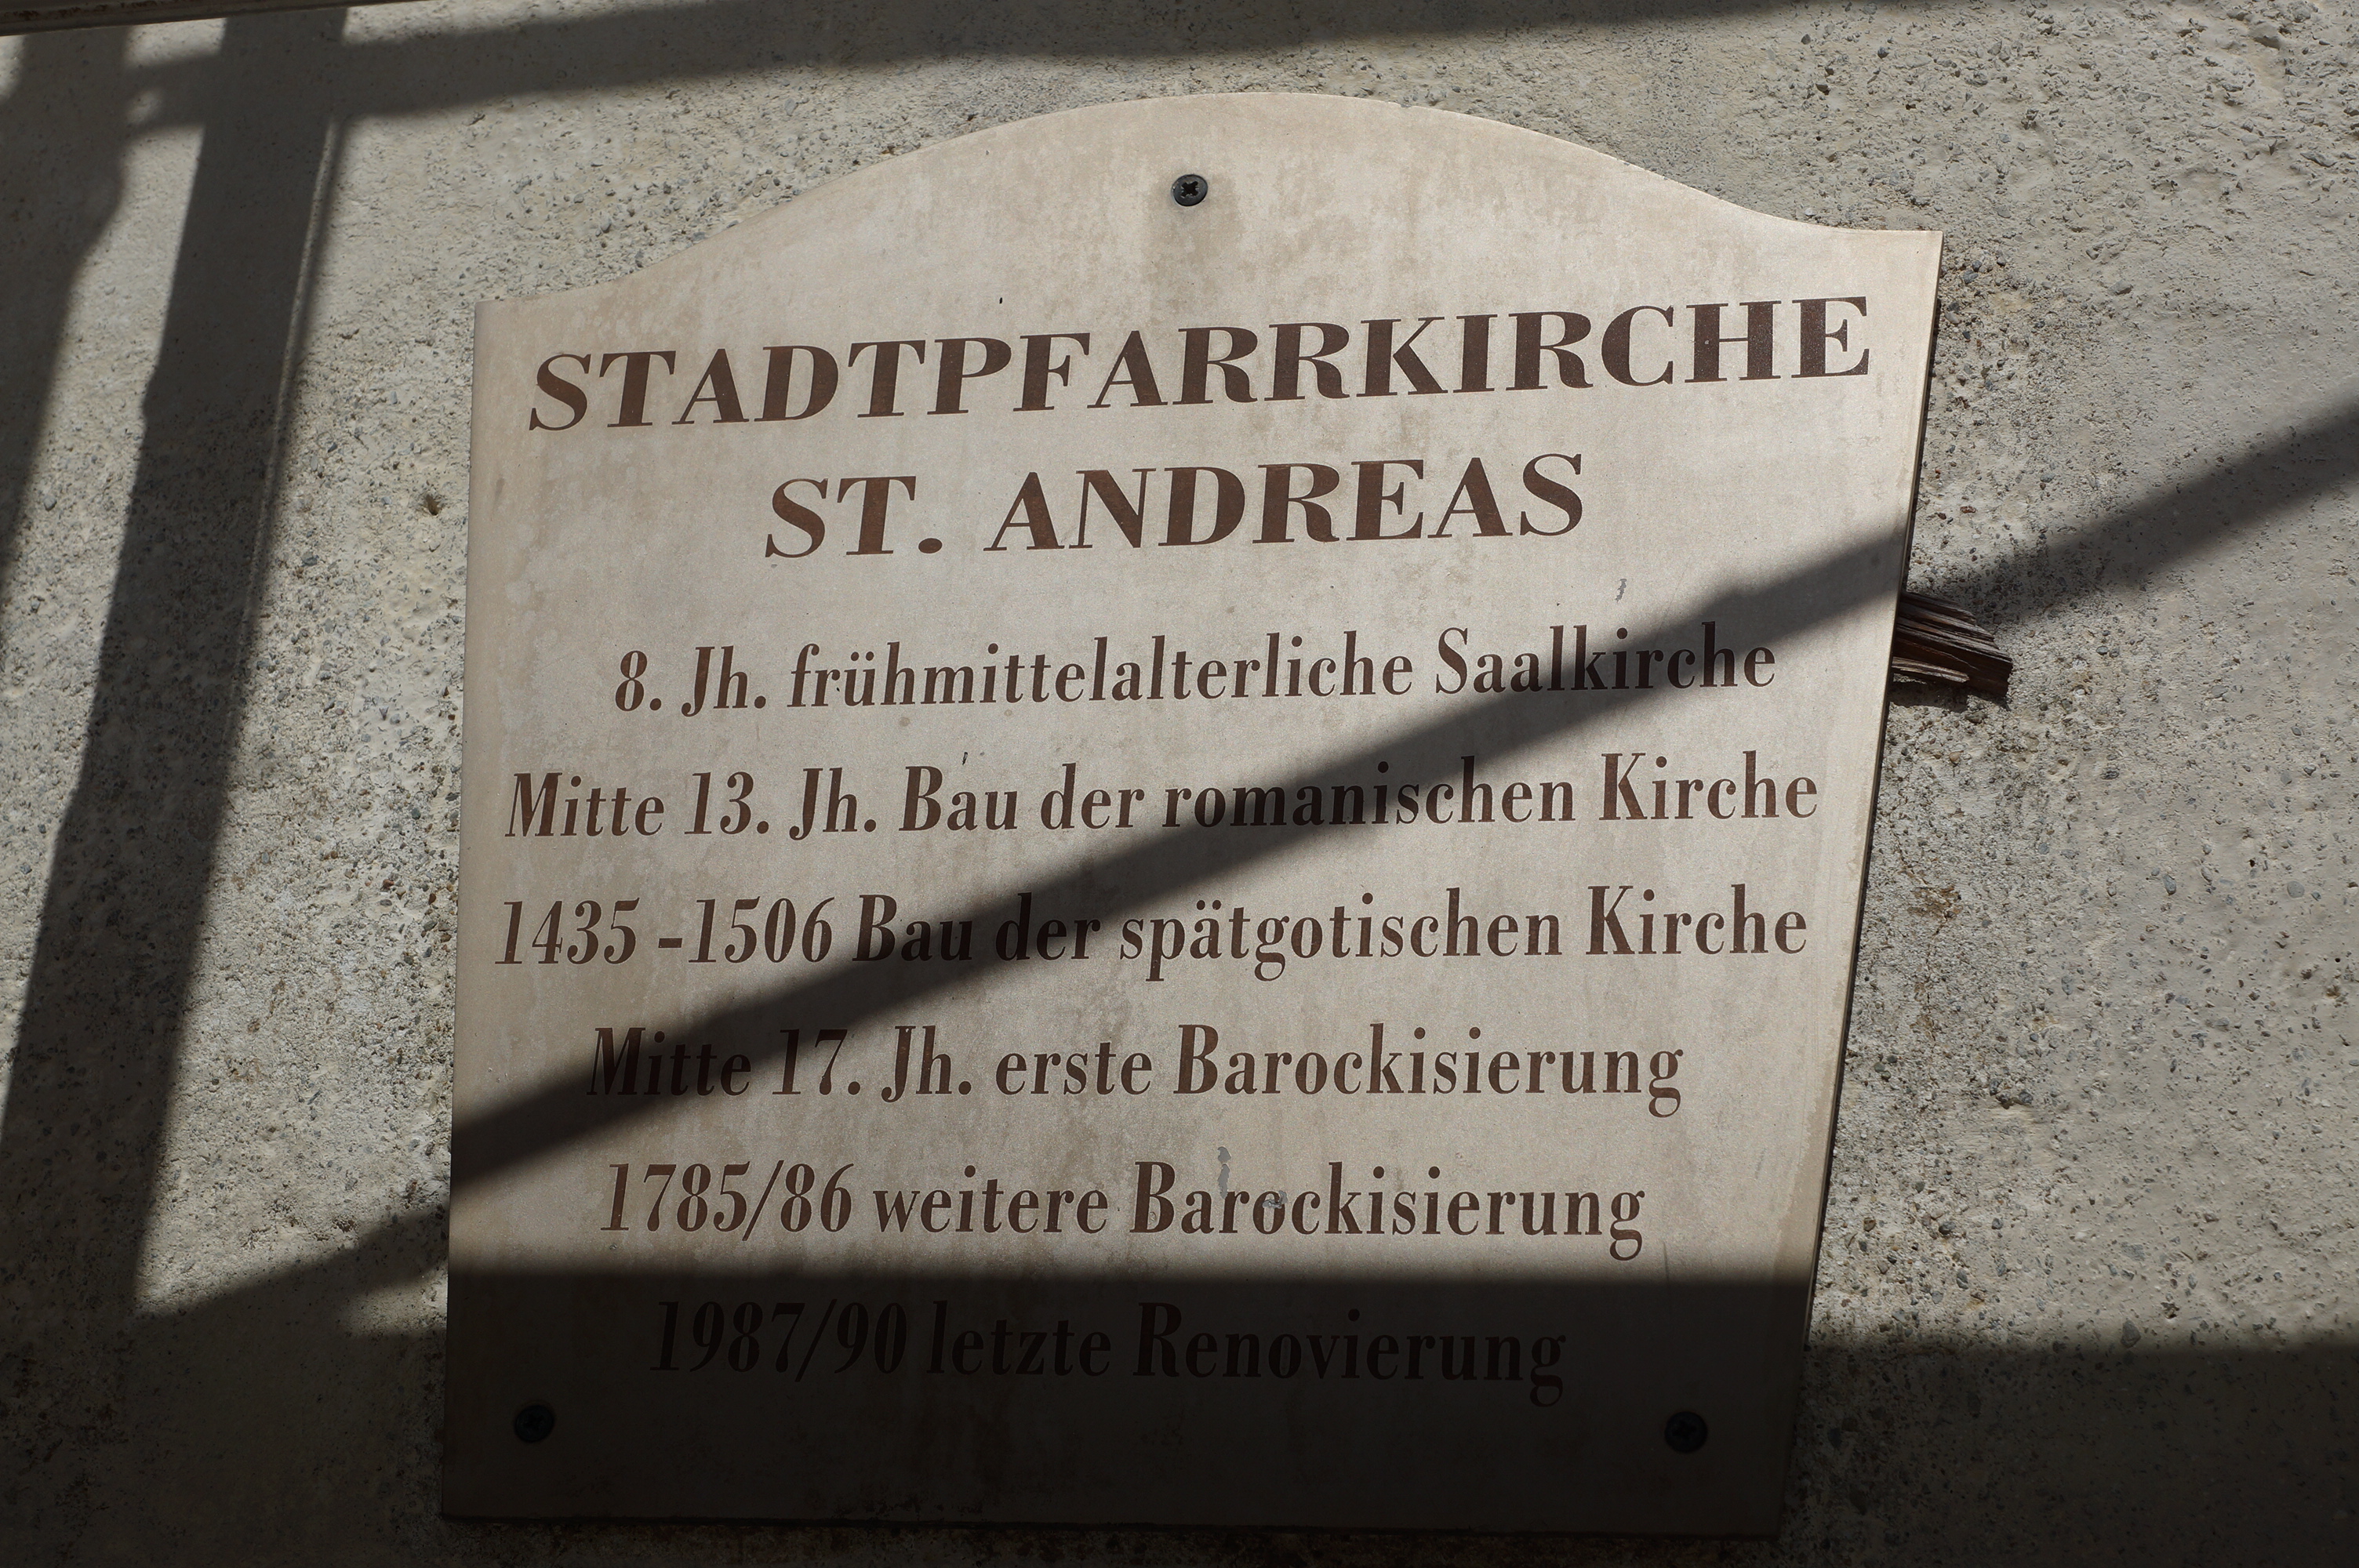 STADTPFARRKIRCHE
ST. ANDREAS
8. Jh. frühmittelalterliche Saalkirche
Mitte 13. Jh. Bau der romanischen Kirche
1435 -1506 Bau der spätgotischen Kirche
Mitte 17. Jh. erste Barockisierung
1785/86 weitere Barockisierung
1987/90 letzte Renovierung